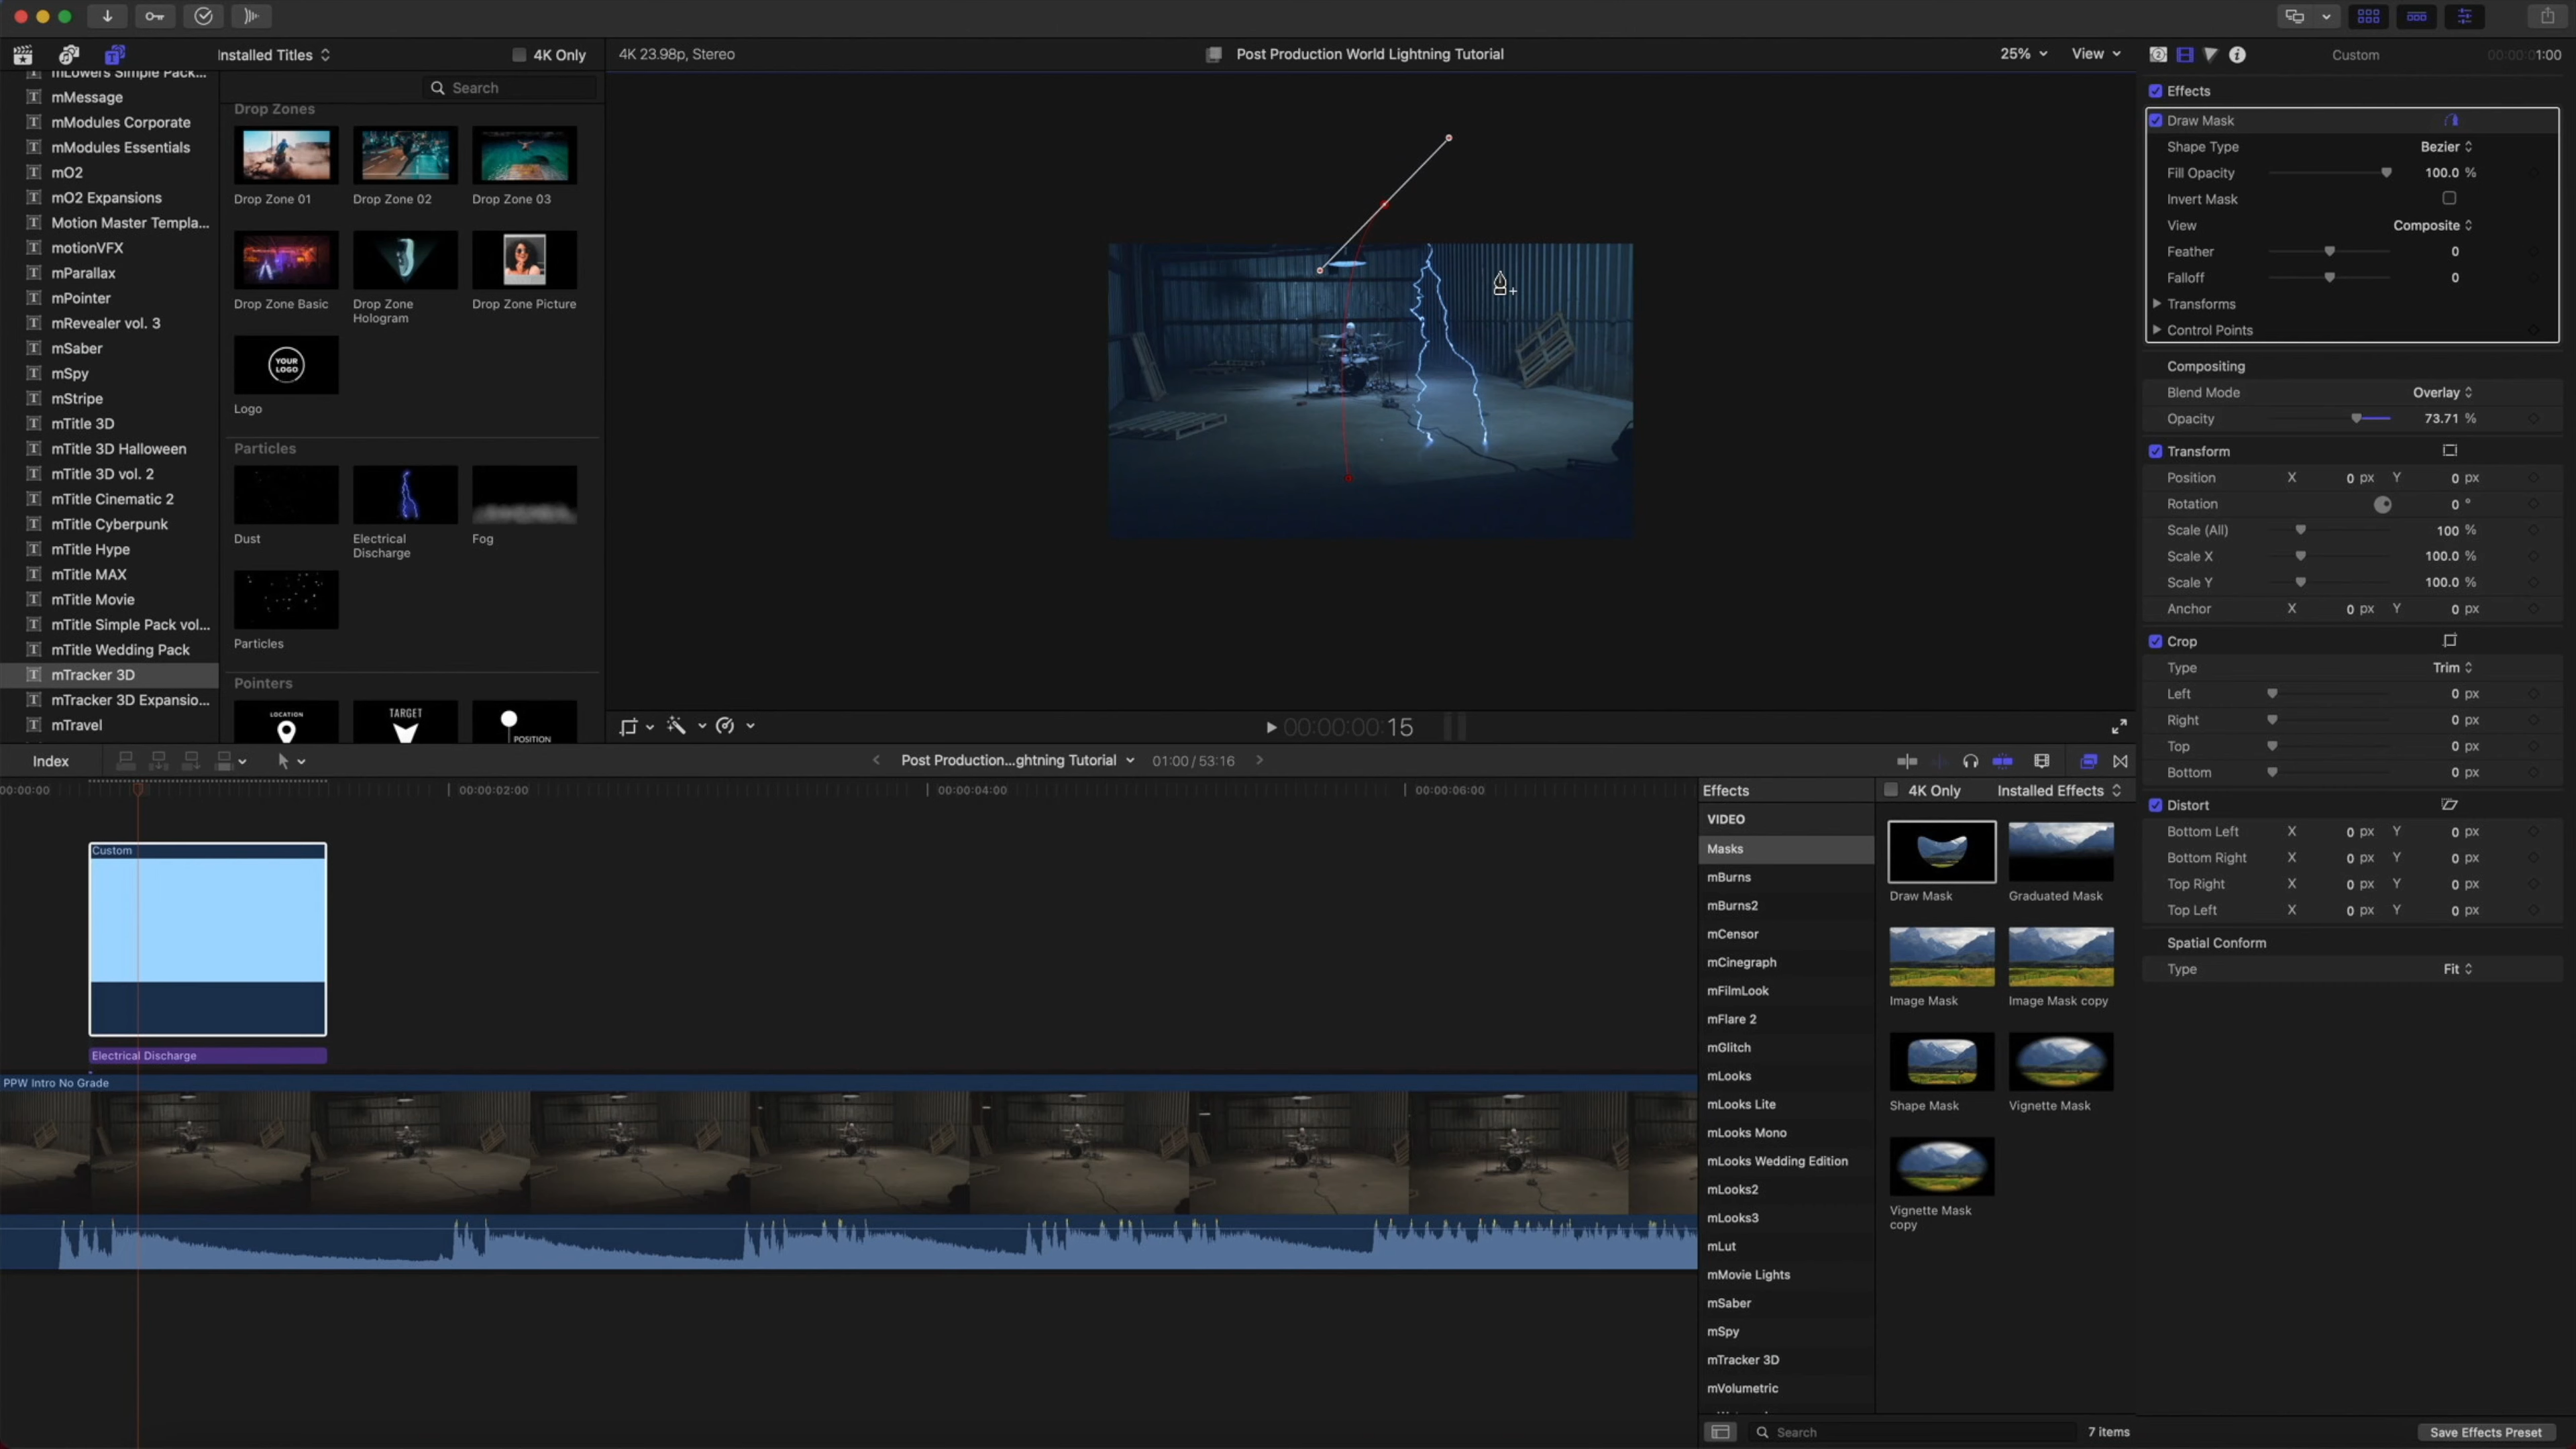 Installed Titles
4K Only
4K 23.98p, Stereo
Post Production World Lightning Tutorial
25%
View
Custom
00:00:01:00
mLowers Simple Pack...
mMessage
mModules Corporate
mModules Essentials
mO2
mO2 Expansions
Motion Master Templa...
motionVFX
mParallax
mPointer
mRevealer vol. 3
mSaber
mSpy
mStripe
mTitle 3D
mTitle 3D Halloween
mTitle 3D vol. 2
mTitle Cinematic 2
mTitle Cyberpunk
mTitle Hype
mTitle MAX
mTitle Movie
mTitle Simple Pack vol...
mTitle Wedding Pack
mTracker 3D
mTracker 3D Expansio...
mTravel
Search
Drop Zones
Drop Zone 01
Drop Zone 02
Drop Zone 03
Drop Zone Basic
Drop Zone
Hologram
Drop Zone Picture
YOUR
LOGO
Logo
Particles
Dust
Electrical
Discharge
Fog
Particles
Pointers
LOCATION
TARGET
POSITION
00:00:00:15
Effects
Draw Mask
Shape Type
Bezier
Fill Opacity
100.0 %
Invert Mask
View
Composite
Feather
0
Falloff
0
Transforms
Control Points
Compositing
Blend Mode
Overlay
Opacity
73.71 %
Transform
Position
X 0 px Y 0 px
Rotation
0 °
Scale (All)
100 %
Scale X
100.0 %
Scale Y
100.0 %
Anchor
X 0 px Y 0 px
Crop
Type
Trim
Left
0 px
Right
0 px
Top
0 px
Bottom
0 px
Distort
Bottom Left
X 0 px Y 0 px
Bottom Right
X 0 px Y 0 px
Top Right
X 0 px Y 0 px
Top Left
X 0 px Y 0 px
Spatial Conform
Type
Fit
Save Effects Preset
Index
Post Production...ghtning Tutorial
01:00 / 53:16
00:00:00
00:00:02:00
00:00:04:00
00:00:06:00
Custom
Electrical Discharge
PPW Intro No Grade
Effects
4K Only
Installed Effects
VIDEO
Masks
mBurns
mBurns2
mCensor
mCinegraph
mFilmLook
mFlare 2
mGlitch
mLooks
mLooks Lite
mLooks Mono
mLooks Wedding Edition
mLooks2
mLooks3
mLut
mMovie Lights
mSaber
mSpy
mTracker 3D
mVolumetric
Draw Mask
Graduated Mask
Image Mask
Image Mask copy
Shape Mask
Vignette Mask
Vignette Mask
copy
Search
7 items